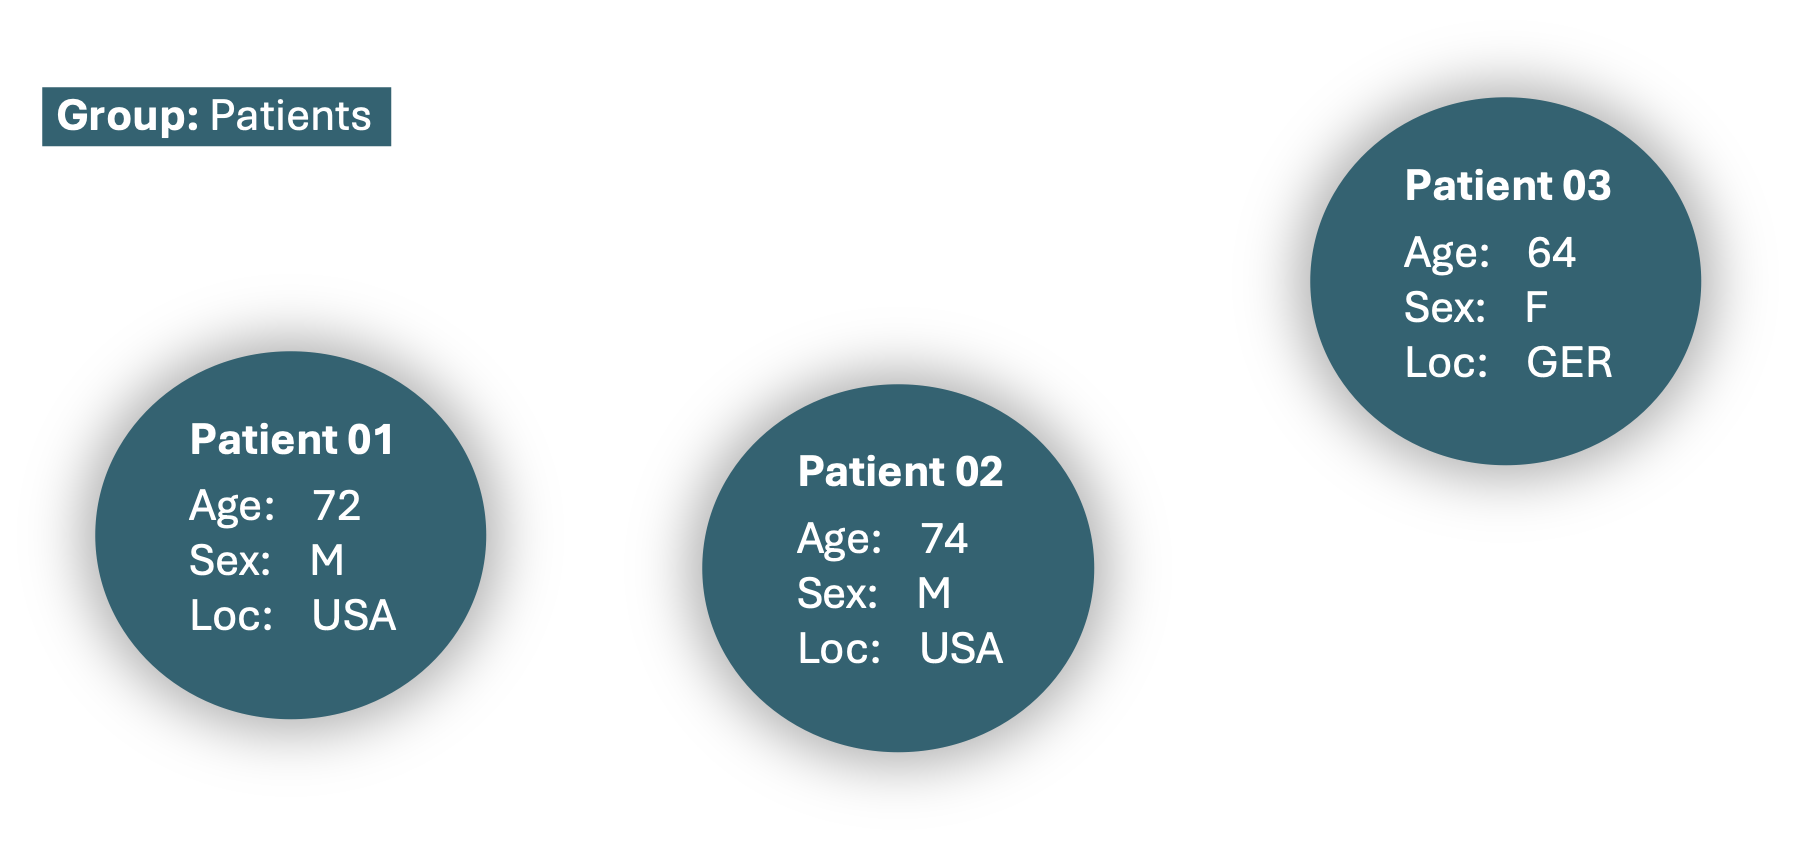 Group: Patients
Patient 01
Age: 72
Sex: M
Loc: USA
Patient 02
Age: 74
Sex: M
Loc: USA
Patient 03
Age: 64
Sex: F
Loc: GER